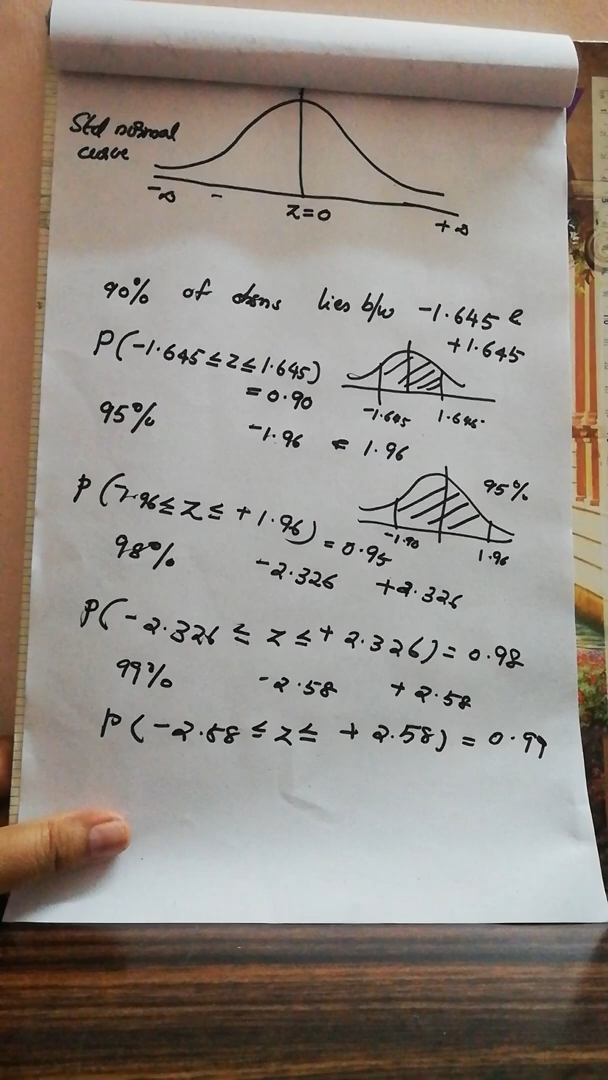 Std normal
curve
-∞ - z=0 +∞
90% of obsns lies b/w -1.645 &
+1.645
P(-1.645≤z≤1.645)
= 0.90
-1.645 1.645
95% -1.96 & 1.96
95%
P(-1.96≤z≤+1.96) = 0.95
-1.96 1.96
98% -2.326 +2.326
P(-2.326 ≤ z ≤+ 2.326) = 0.98
99% -2.58 +2.58
P(-2.58 ≤ z ≤ + 2.58) = 0.99